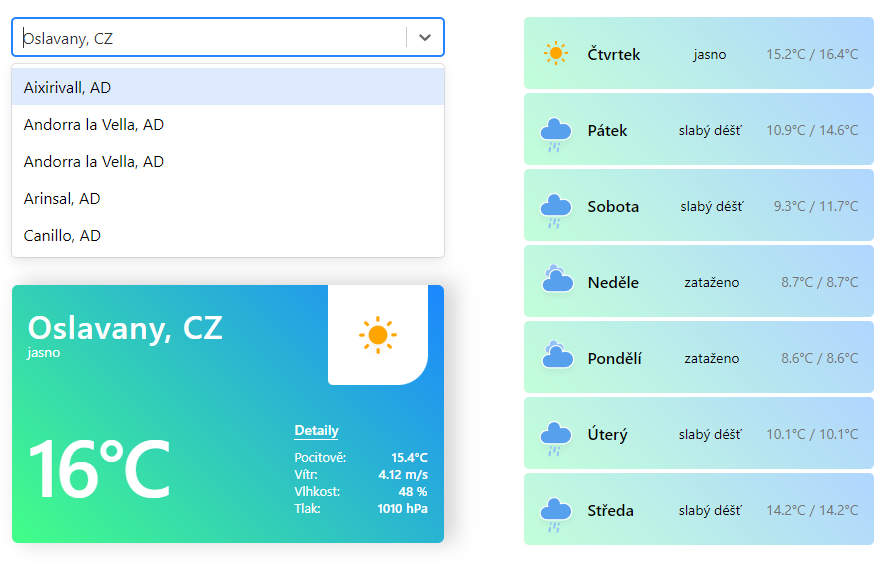 Oslavany, CZ
Aixirivall, AD
Andorra la Vella, AD
Andorra la Vella, AD
Arinsal, AD
Canillo, AD
Oslavany, CZ
jasno
16°C
Detaily
Pocitově: 15.4°C
Vítr: 4.12 m/s
Vlhkost: 48 %
Tlak: 1010 hPa
Čtvrtek jasno 15.2°C / 16.4°C
Pátek slabý déšť 10.9°C / 14.6°C
Sobota slabý déšť 9.3°C / 11.7°C
Neděle zataženo 8.7°C / 8.7°C
Pondělí zataženo 8.6°C / 8.6°C
Úterý slabý déšť 10.1°C / 10.1°C
Středa slabý déšť 14.2°C / 14.2°C